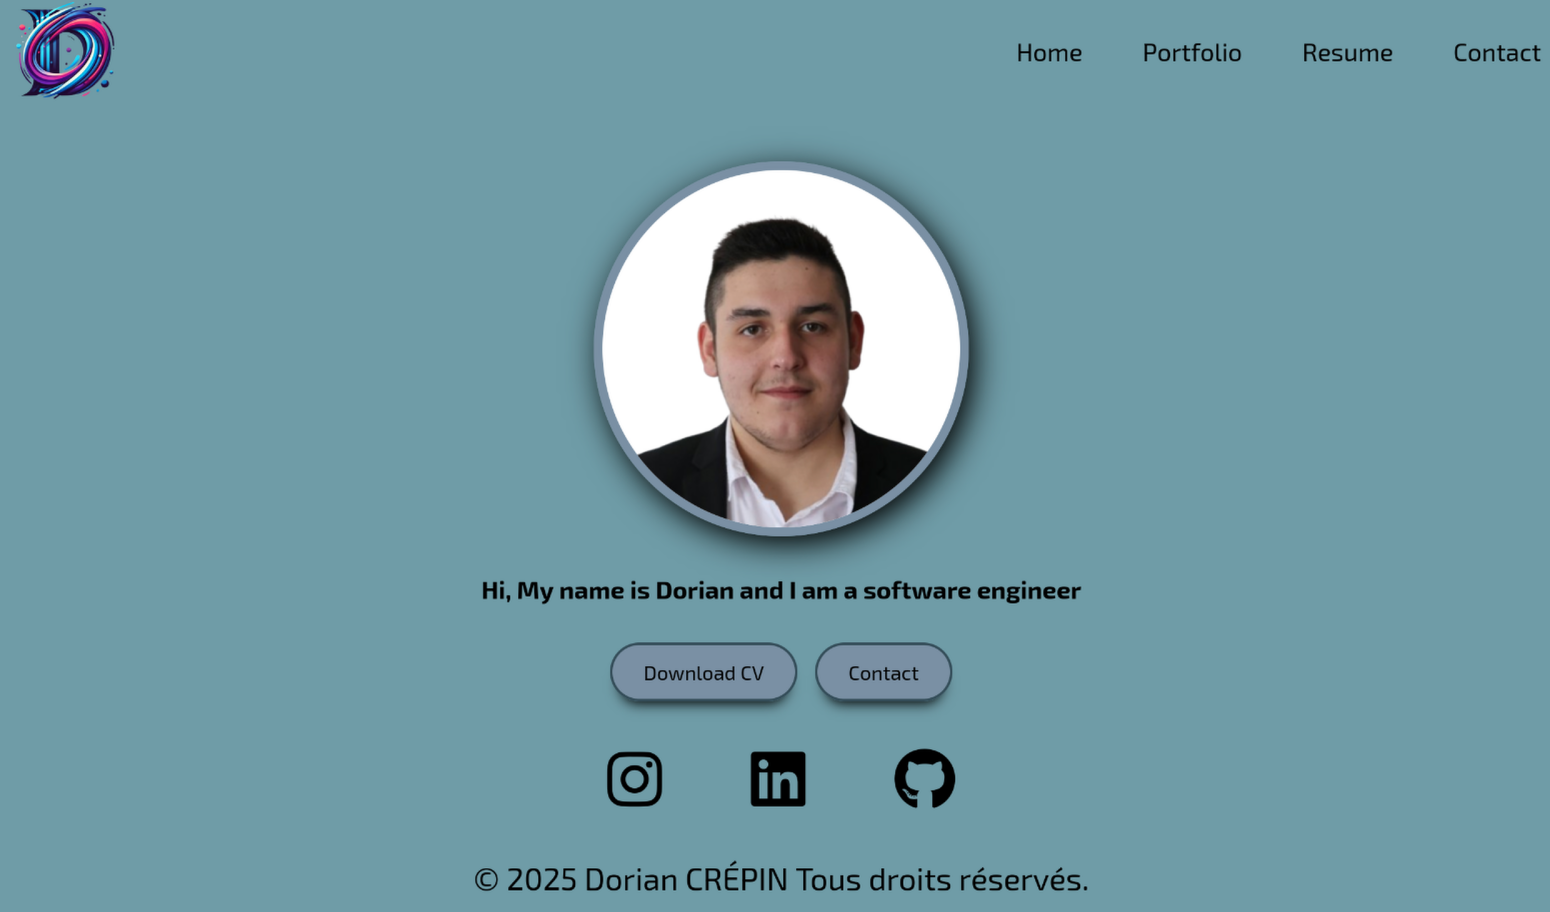 Home Portfolio Resume Contact
Hi, My name is Dorian and I am a software engineer
Download CV Contact
© 2025 Dorian CRÉPIN Tous droits réservés.